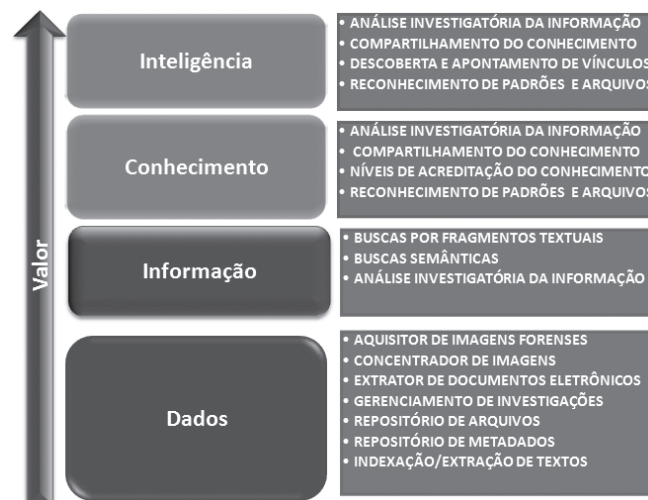 Valor
Inteligência
• ANÁLISE INVESTIGATÓRIA DA INFORMAÇÃO
• COMPARTILHAMENTO DO CONHECIMENTO
• DESCOBERTA E APONTAMENTO DE VÍNCULOS
• RECONHECIMENTO DE PADRÕES E ARQUIVOS
Conhecimento
• ANÁLISE INVESTIGATÓRIA DA INFORMAÇÃO
• COMPARTILHAMENTO DO CONHECIMENTO
• NÍVEIS DE ACREDITAÇÃO DO CONHECIMENTO
• RECONHECIMENTO DE PADRÕES E ARQUIVOS
Informação
• BUSCAS POR FRAGMENTOS TEXTUAIS
• BUSCAS SEMÂNTICAS
• ANÁLISE INVESTIGATÓRIA DA INFORMAÇÃO
Dados
• AQUISITOR DE IMAGENS FORENSES
• CONCENTRADOR DE IMAGENS
• EXTRATOR DE DOCUMENTOS ELETRÔNICOS
• GERENCIAMENTO DE INVESTIGAÇÕES
• REPOSITÓRIO DE ARQUIVOS
• REPOSITÓRIO DE METADADOS
• INDEXAÇÃO/EXTRAÇÃO DE TEXTOS